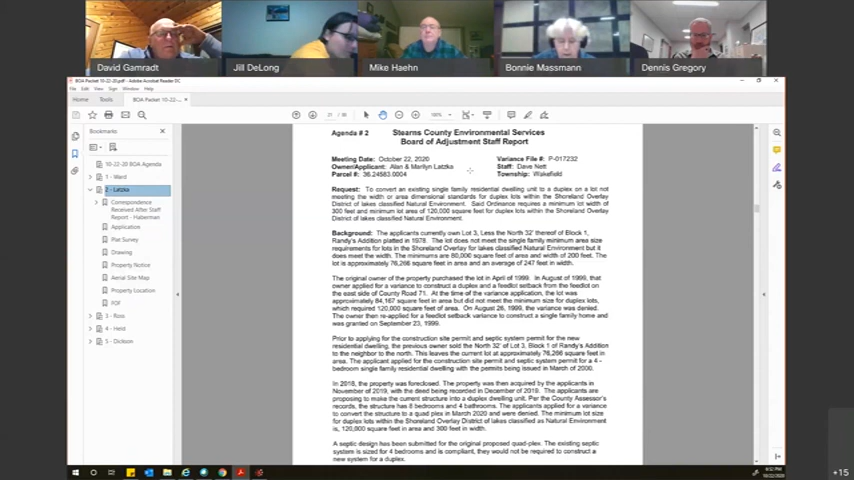 David Gamradt
Jill DeLong
Mike Haehn
Bonnie Massmann
Dennis Gregory
BOA Packet 10-22-20.pdf - Adobe Acrobat Reader DC
File Edit View Sign Window Help
Home Tools BOA Packet 10-22-...
Bookmarks
10-22-20 BOA Agenda
1 - Ward
2 - Latzka
Correspondence
Received After Staff
Report - Haberman
Application
Plat Survey
Drawing
Property Notice
Aerial Site Map
Property Location
FOF
3 - Ross
4 - Held
5 - Dickson
Agenda # 2 Stearns County Environmental Services
Board of Adjustment Staff Report
Meeting Date: October 22, 2020 Variance File #: P-017232
Owner/Applicant: Alan & Marilyn Latzka Staff: Dave Nett
Parcel #: 36.24583.0004 Township: Wakefield
Request: To convert an existing single family residential dwelling unit to a duplex on a lot not
meeting the width or area dimensional standards for duplex lots within the Shoreland Overlay
District of lakes classified Natural Environment. Said Ordinance requires a minimum lot width of
300 feet and minimum lot area of 120,000 square feet for duplex lots within the Shoreland Overlay
District of lakes classified Natural Environment.
Background: The applicants currently own Lot 3, Less the North 32' thereof of Block 1,
Randy's Addition platted in 1978. The lot does not meet the single family minimum area size
requirements for lots in the Shoreland Overlay for lakes classified Natural Environment but it
does meet the width. The minimums are 80,000 square feet of area and width of 200 feet. The
lot is approximately 76,266 square feet in area and an average of 247 feet in width.
The original owner of the property purchased the lot in April of 1999. In August of 1999, that
owner applied for a variance to construct a duplex and a feedlot setback from the feedlot on
the east side of County Road 71. At the time of the variance application, the lot was
approximately 84,167 square feet in area but did not meet the minimum size for duplex lots,
which required 120,000 square feet of area. On August 26, 1999, the variance was denied.
The owner then re-applied for a feedlot setback variance to construct a single family home and
was granted on September 23, 1999.
Prior to applying for the construction site permit and septic system permit for the new
residential dwelling, the previous owner sold the North 32' of Lot 3, Block 1 of Randy's Addition
to the neighbor to the north. This leaves the current lot at approximately 76,266 square feet in
area. The applicant applied for the construction site permit and septic system permit for a 4-
bedroom single family residential dwelling with the permits being issued in March of 2000.
In 2018, the property was foreclosed. The property was then acquired by the applicants in
November of 2019, with the deed being recorded in December of 2019. The applicants are
proposing to make the current structure into a duplex dwelling unit. Per the County Assessor's
records, the structure has 8 bedrooms and 4 bathrooms. The applicants applied for a variance
to convert the structure to a quad plex in March 2020 and were denied. The minimum lot size
for duplex lots within the Shoreland Overlay District of lakes classified as Natural Environment
is, 120,000 square feet in area and 300 feet in width.
A septic design has been submitted for the original proposed quad-plex. The existing septic
system is sized for 4 bedrooms and is compliant, they would not be required to construct a
new system for a duplex.
+15
10/22/2020